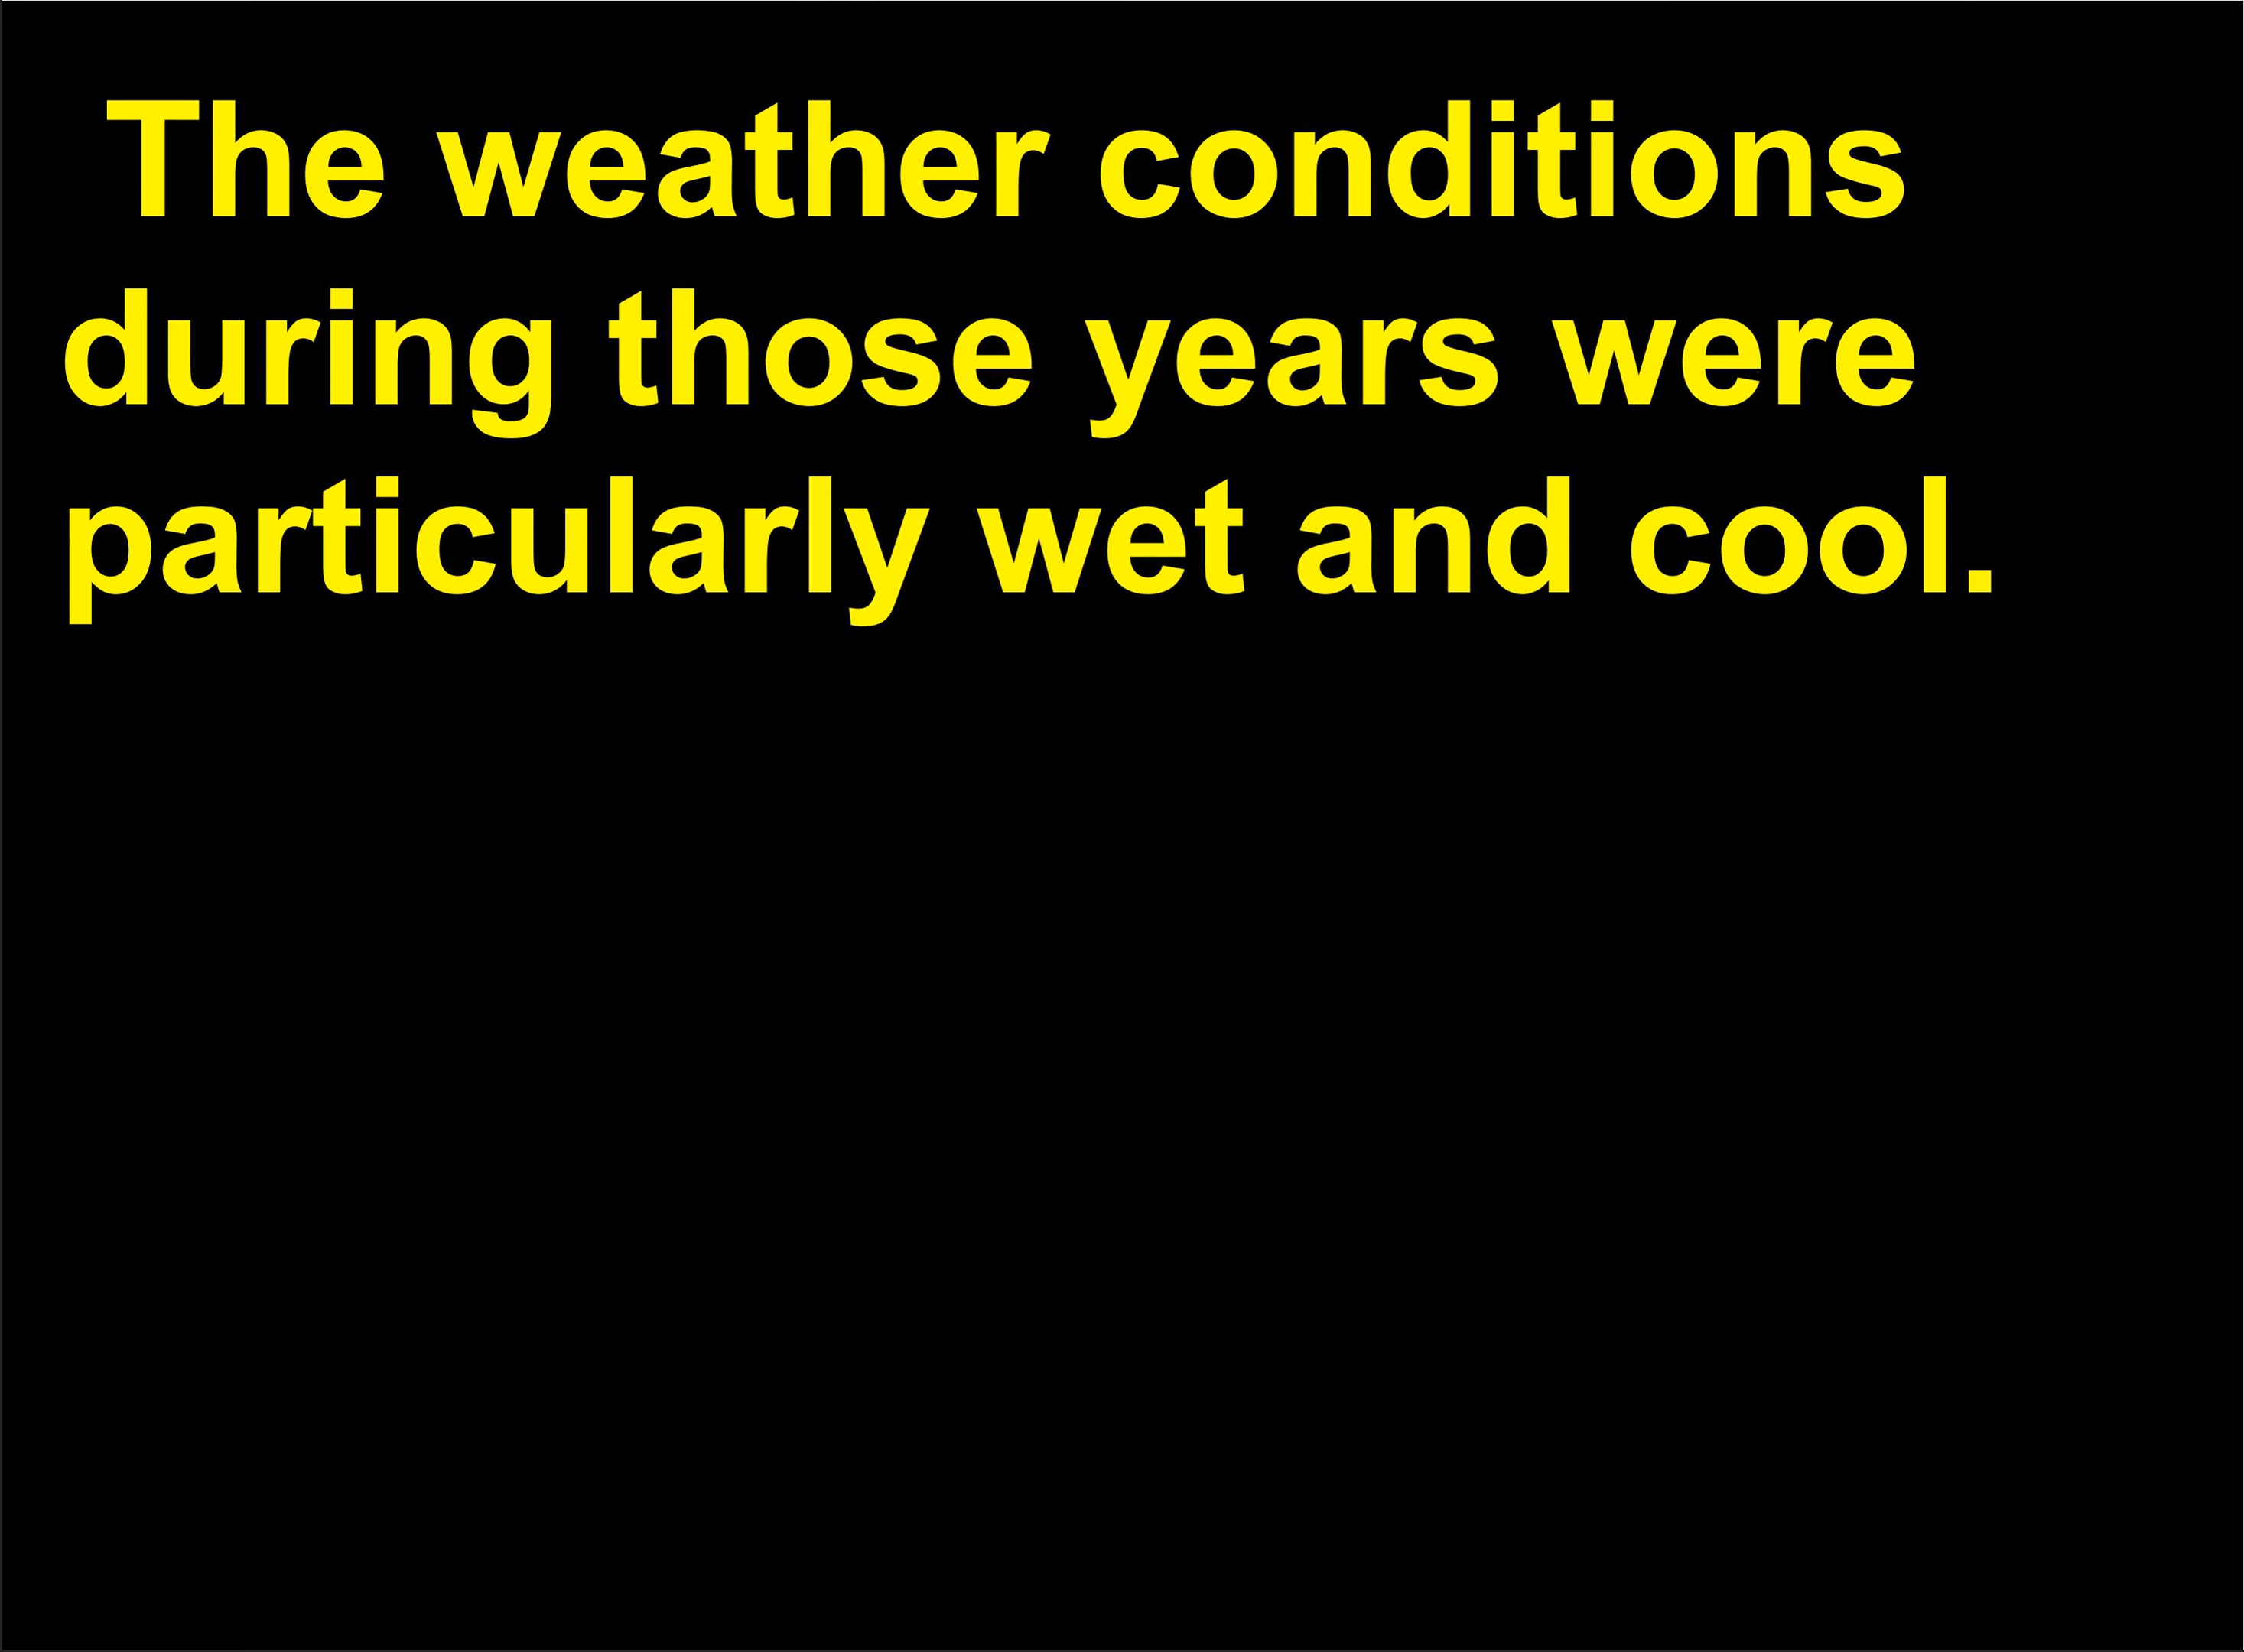 The weather conditions
during those years were
particularly wet and cool.